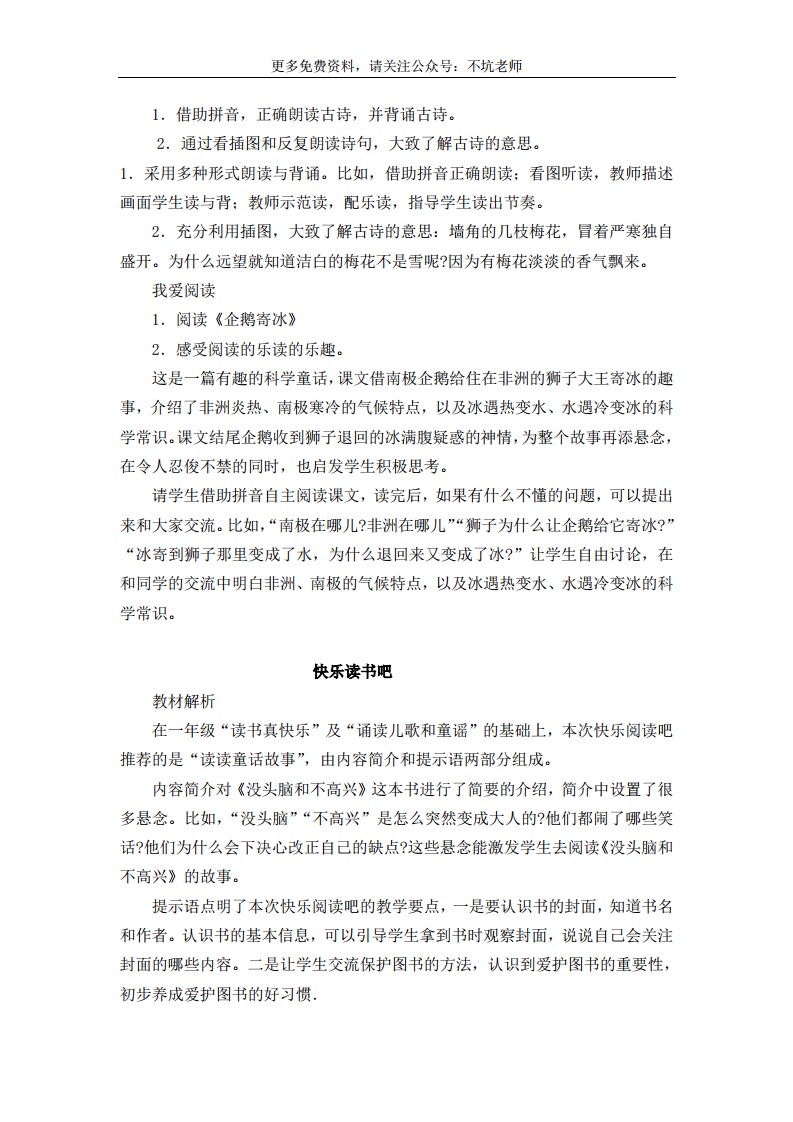 更多免费资料，请关注公众号：不坑老师
1．借助拼音，正确朗读古诗，并背诵古诗。
2．通过看插图和反复朗读诗句，大致了解古诗的意思。
1．采用多种形式朗读与背诵。比如，借助拼音正确朗读；看图听读，教师描述
画面学生读与背；教师示范读，配乐读，指导学生读出节奏。
2．充分利用插图，大致了解古诗的意思：墙角的几枝梅花，冒着严寒独自
盛开。为什么远望就知道洁白的梅花不是雪呢?因为有梅花淡淡的香气飘来。
我爱阅读
1．阅读《企鹅寄冰》
2．感受阅读的乐读的乐趣。
这是一篇有趣的科学童话，课文借南极企鹅给住在非洲的狮子大王寄冰的趣
事，介绍了非洲炎热、南极寒冷的气候特点，以及冰遇热变水、水遇冷变冰的科
学常识。课文结尾企鹅收到狮子退回的冰满腹疑惑的神情，为整个故事再添悬念，
在令人忍俊不禁的同时，也启发学生积极思考。
请学生借助拼音自主阅读课文，读完后，如果有什么不懂的问题，可以提出
来和大家交流。比如，“南极在哪儿?非洲在哪儿”“狮子为什么让企鹅给它寄冰?”
“冰寄到狮子那里变成了水，为什么退回来又变成了冰?”让学生自由讨论，在
和同学的交流中明白非洲、南极的气候特点，以及冰遇热变水、水遇冷变冰的科
学常识。
快乐读书吧
教材解析
在一年级“读书真快乐”及“诵读儿歌和童谣”的基础上，本次快乐阅读吧
推荐的是“读读童话故事”，由内容简介和提示语两部分组成。
内容简介对《没头脑和不高兴》这本书进行了简要的介绍，简介中设置了很
多悬念。比如，“没头脑”“不高兴”是怎么突然变成大人的?他们都闹了哪些笑
话?他们为什么会下决心改正自己的缺点?这些悬念能激发学生去阅读《没头脑和
不高兴》的故事。
提示语点明了本次快乐阅读吧的教学要点，一是要认识书的封面，知道书名
和作者。认识书的基本信息，可以引导学生拿到书时观察封面，说说自己会关注
封面的哪些内容。二是让学生交流保护图书的方法，认识到爱护图书的重要性，
初步养成爱护图书的好习惯．